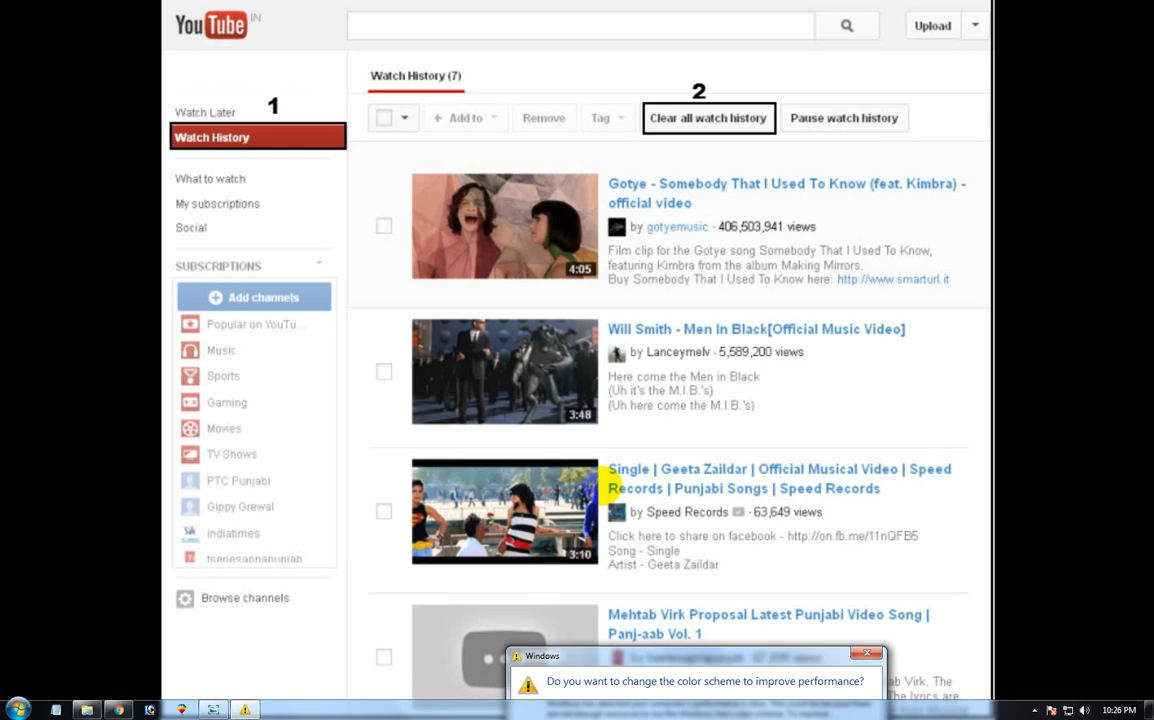 YouTube IN
Upload
Watch History (7)
1
2
Watch Later
Watch History
Add to
Remove
Tag
Clear all watch history
Pause watch history
What to watch
My subscriptions
Social
SUBSCRIPTIONS
Add channels
Popular on YouTu...
Music
Sports
Gaming
Movies
TV Shows
PTC Punjabi
Gippy Grewal
indiatimes
tseriesapnapunjab
Browse channels
Gotye - Somebody That I Used To Know (feat. Kimbra) -
official video
by gotyemusic · 406,503,941 views
Film clip for the Gotye song Somebody That I Used To Know,
featuring Kimbra from the album Making Mirrors.
Buy Somebody That I Used To Know here: http://www.smarturl.it
4:05
Will Smith - Men In Black[Official Music Video]
by Lanceymelv · 5,589,200 views
Here come the Men in Black
(Uh it's the M.I.B.'s)
(Uh here come the M.I.B.'s)
3:48
Single | Geeta Zaildar | Official Musical Video | Speed
Records | Punjabi Songs | Speed Records
by Speed Records · 63,649 views
Click here to share on facebook - http://on.fb.me/11nQFB5
Song - Single
Artist - Geeta Zaildar
3:10
Mehtab Virk Proposal Latest Punjabi Video Song |
Panj-aab Vol. 1
ab Virk. The
The lyrics are
Windows
Do you want to change the color scheme to improve performance?
10:26 PM